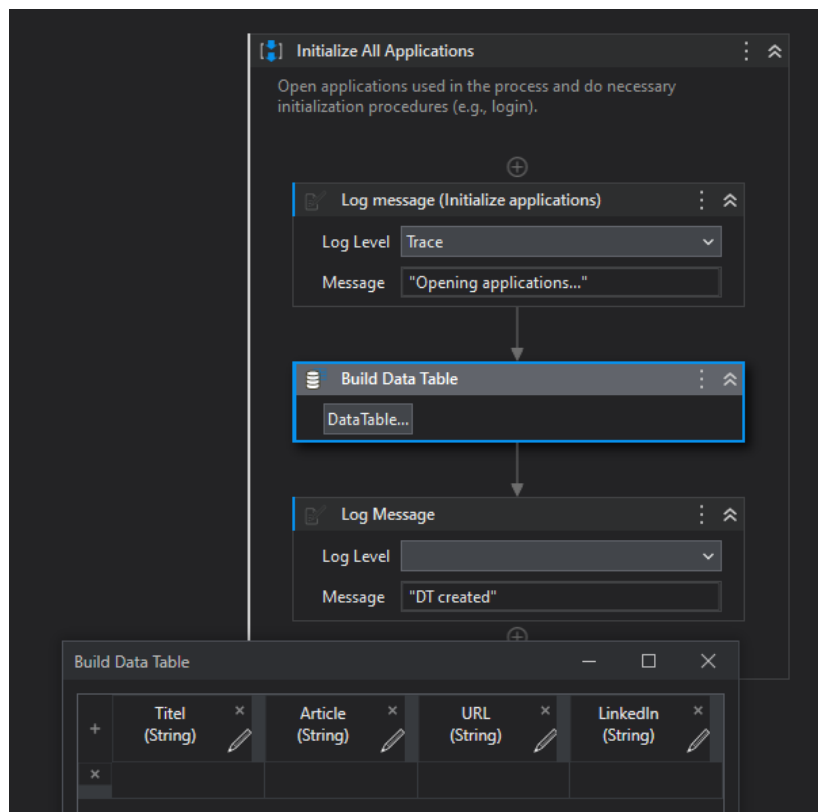 Initialize All Applications
Open applications used in the process and do necessary
initialization procedures (e.g., login).
Log message (Initialize applications)
Log Level Trace
Message "Opening applications..."
Build Data Table
DataTable...
Log Message
Log Level
Message "DT created"
Build Data Table
Titel Article URL LinkedIn
(String) (String) (String) (String)